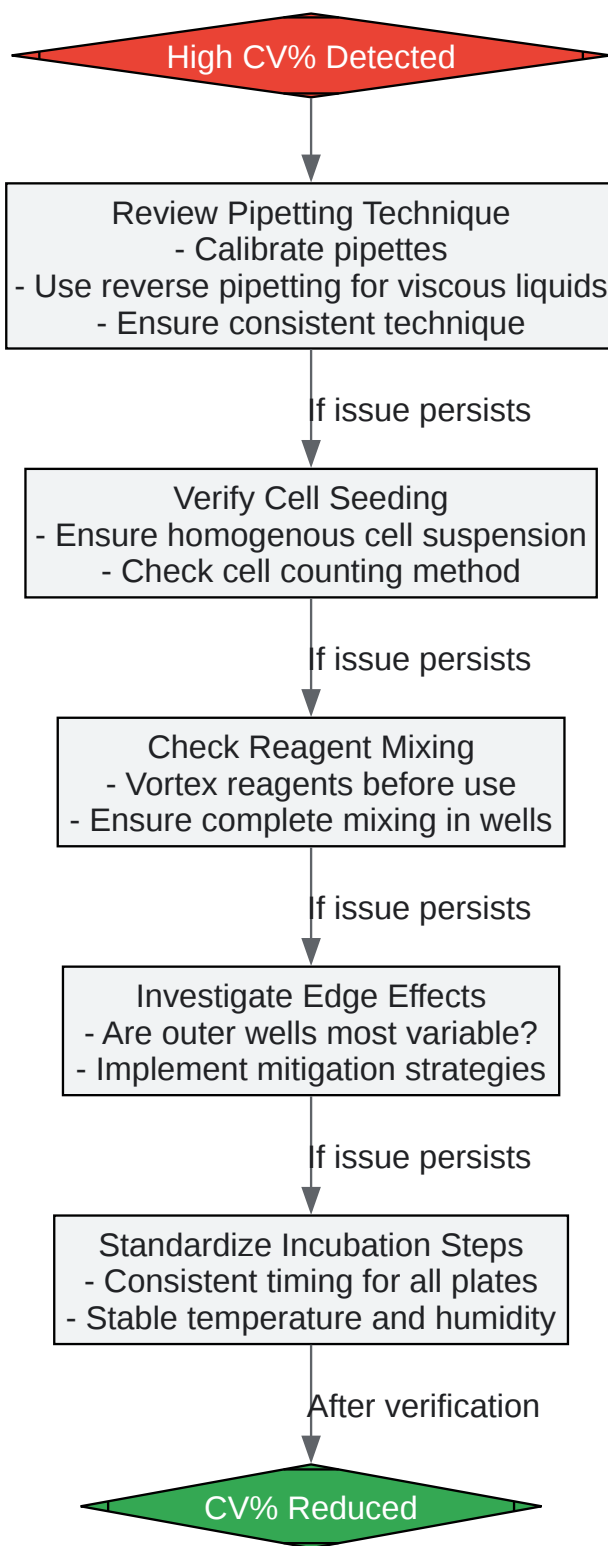 High CV% Detected
Review Pipetting Technique
- Calibrate pipettes
- Use reverse pipetting for viscous liquids
- Ensure consistent technique
If issue persists
Verify Cell Seeding
- Ensure homogenous cell suspension
- Check cell counting method
If issue persists
Check Reagent Mixing
- Vortex reagents before use
- Ensure complete mixing in wells
If issue persists
Investigate Edge Effects
- Are outer wells most variable?
- Implement mitigation strategies
If issue persists
Standardize Incubation Steps
- Consistent timing for all plates
- Stable temperature and humidity
After verification
CV% Reduced